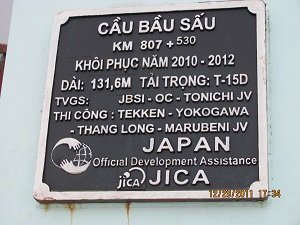 CẦU BẦU SẤU
KM 807+530
KHÔI PHỤC NĂM 2010 - 2012
DÀI: 131,6M TẢI TRỌNG: T-15D
TVGS: JBSI - OC - TONICHI JV
THI CÔNG: TEKKEN - YOKOGAWA
- THANG LONG - MARUBENI JV
JAPAN
Official Development Assistance
jica JICA
12/29/2011 17:34